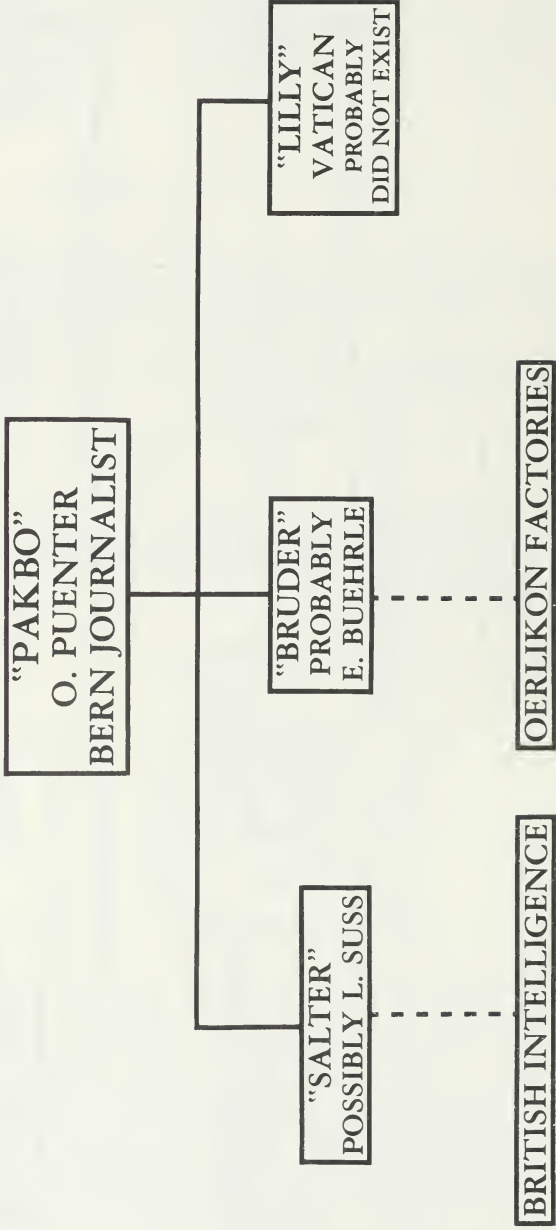 "PAKBO"
O. PUENTER
BERN JOURNALIST
"SALTER"
POSSIBLY L. SUSS
"BRUDER"
PROBABLY
E. BUEHRLE
"LILLY"
VATICAN
PROBABLY
DID NOT EXIST
BRITISH INTELLIGENCE
OERLIKON FACTORIES